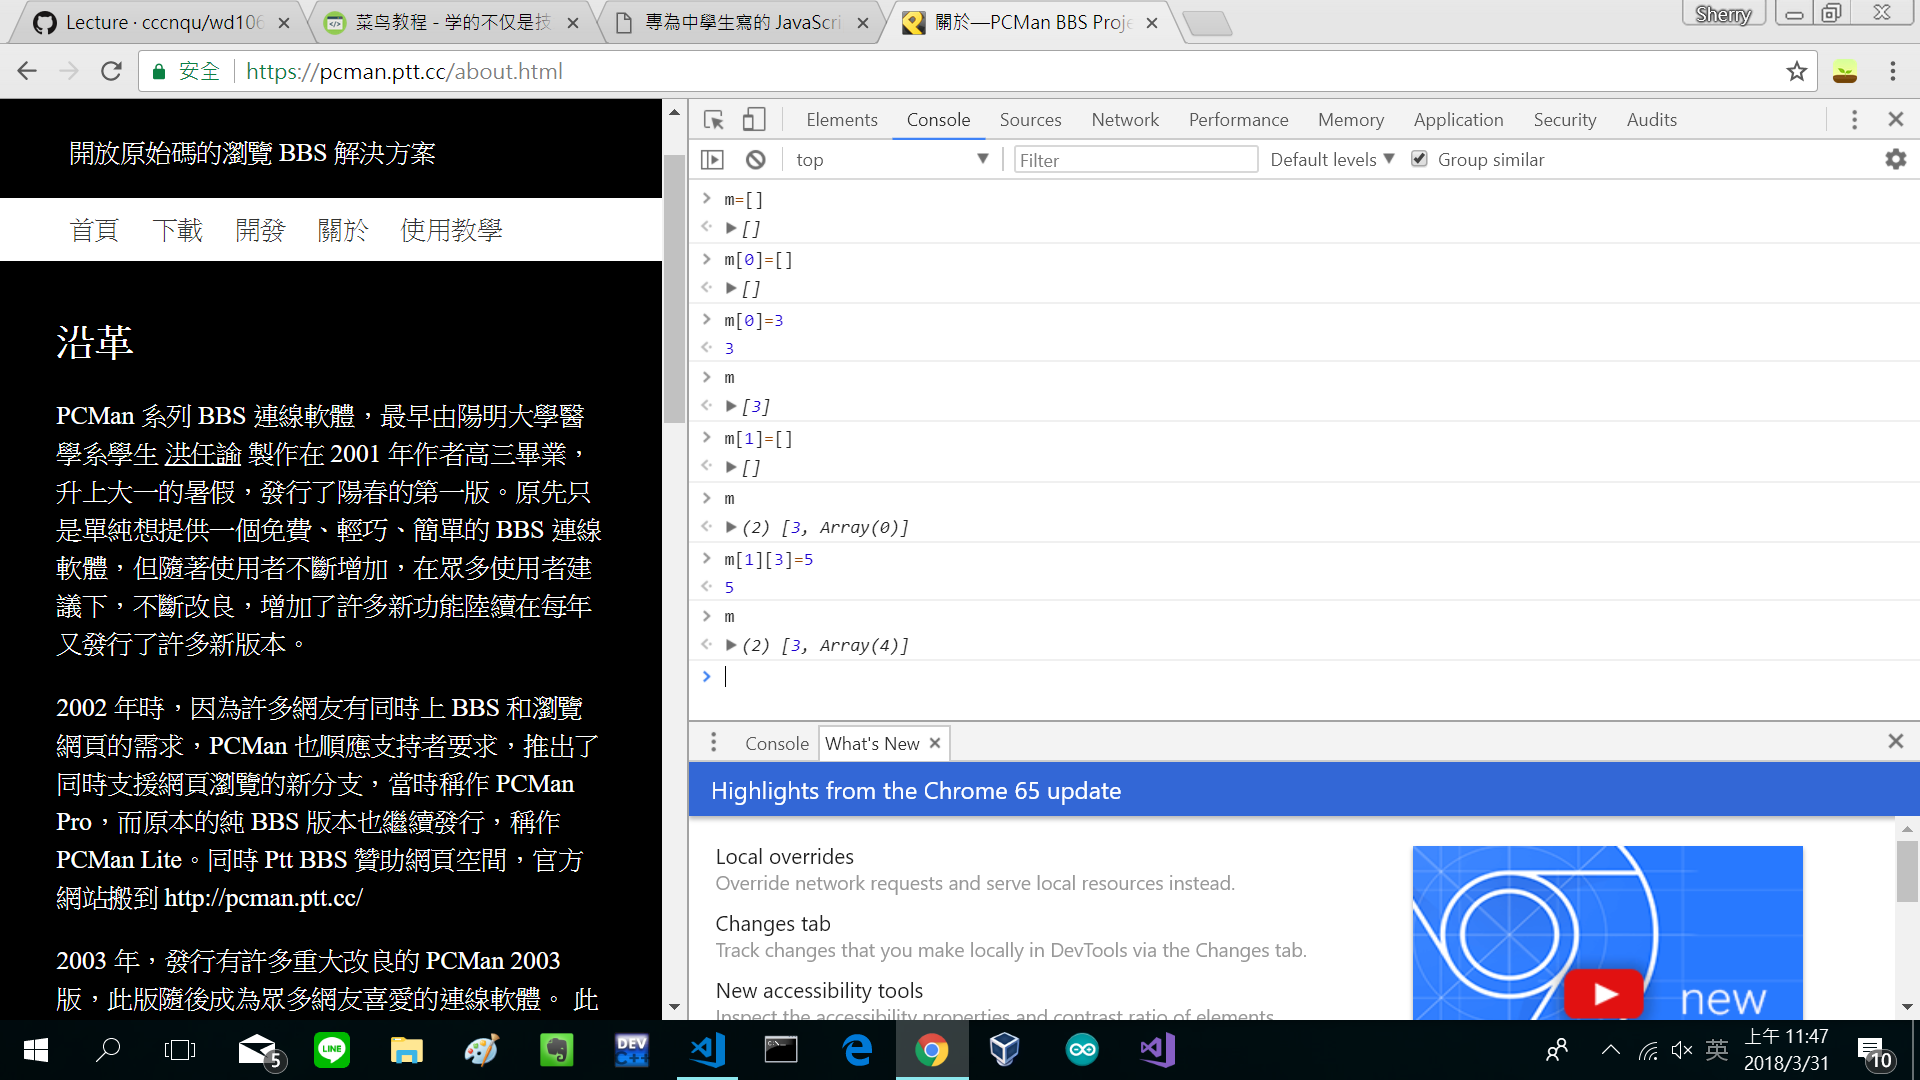 Lecture · cccnqu/wd106
菜鸟教程 - 学的不仅是技
專為中學生寫的 JavaScri
關於—PCMan BBS Proje
Sherry
安全
https://pcman.ptt.cc/about.html
開放原始碼的瀏覽 BBS 解決方案
首頁 下載 開發 關於 使用教學
沿革
PCMan 系列 BBS 連線軟體，最早由陽明大學醫
學系學生 洪任諭 製作在 2001 年作者高三畢業，
升上大一的暑假，發行了陽春的第一版。原先只
是單純想提供一個免費、輕巧、簡單的 BBS 連線
軟體，但隨著使用者不斷增加，在眾多使用者建
議下，不斷改良，增加了許多新功能陸續在每年
又發行了許多新版本。
2002 年時，因為許多網友有同時上 BBS 和瀏覽
網頁的需求，PCMan 也順應支持者要求，推出了
同時支援網頁瀏覽的新分支，當時稱作 PCMan
Pro，而原本的純 BBS 版本也繼續發行，稱作
PCMan Lite。同時 Ptt BBS 贊助網頁空間，官方
網站搬到 http://pcman.ptt.cc/
2003 年，發行有許多重大改良的 PCMan 2003
版，此版隨後成為眾多網友喜愛的連線軟體。 此
Elements Console Sources Network Performance Memory Application Security Audits
top Filter Default levels Group similar
m=[]
[]
m[0]=[]
[]
m[0]=3
3
m
[3]
m[1]=[]
[]
m
(2) [3, Array(0)]
m[1][3]=5
5
m
(2) [3, Array(4)]
Console What's New
Highlights from the Chrome 65 update
Local overrides
Override network requests and serve local resources instead.
Changes tab
Track changes that you make locally in DevTools via the Changes tab.
New accessibility tools
Inspect the accessibility properties and contrast ratio of elements
new
5
LINE
DEV
C++
C:\
英
上午 11:47
2018/3/31
10